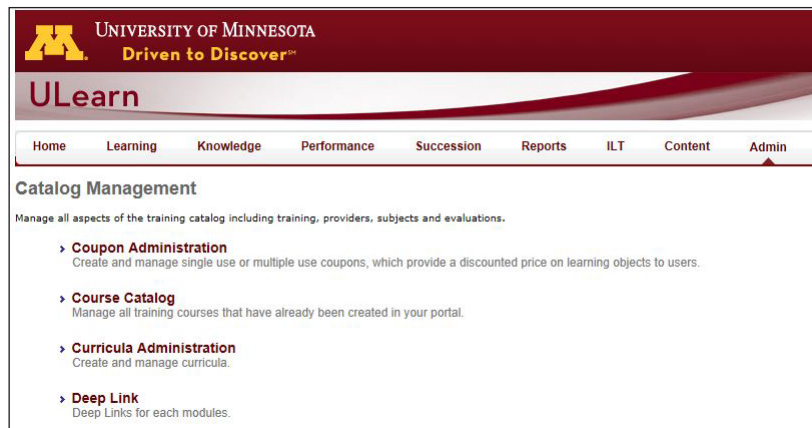 UNIVERSITY OF MINNESOTA
Driven to Discover℠
ULearn
Home Learning Knowledge Performance Succession Reports ILT Content Admin
Catalog Management
Manage all aspects of the training catalog including training, providers, subjects and evaluations.
Coupon Administration
Create and manage single use or multiple use coupons, which provide a discounted price on learning objects to users.
Course Catalog
Manage all training courses that have already been created in your portal.
Curricula Administration
Create and manage curricula.
Deep Link
Deep Links for each modules.